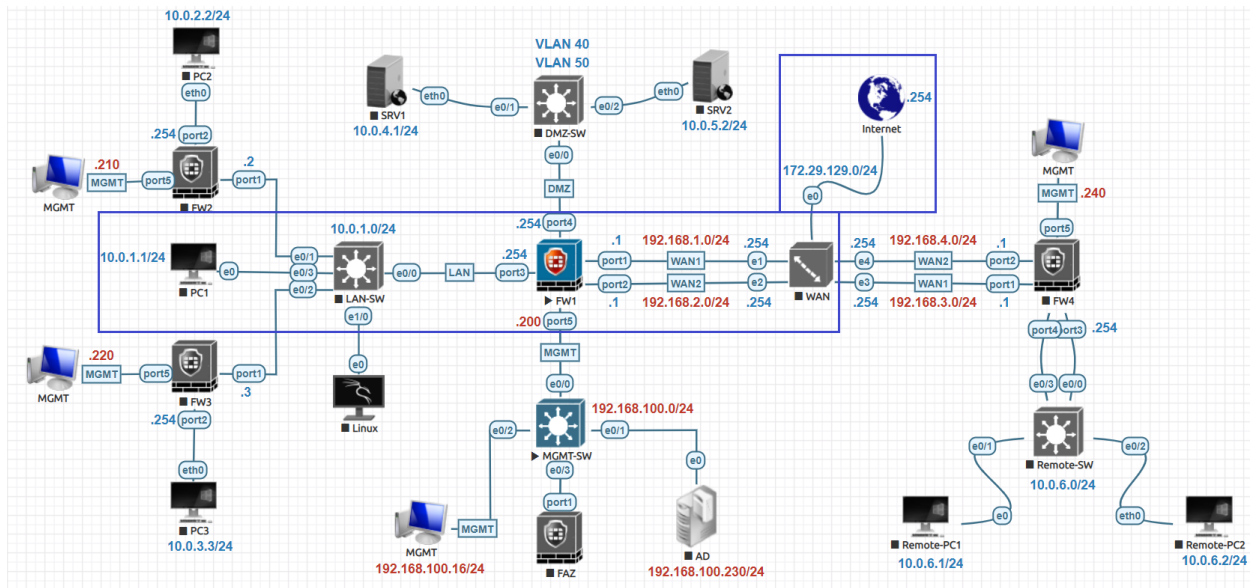 10.0.2.2/24
PC2
eth0
.254
port2
.210
MGMT
port5
MGMT
FW2
port1
.2
VLAN 40
VLAN 50
SRV1
10.0.4.1/24
eth0
e0/1
DMZ-SW
e0/2
eth0
SRV2
10.0.5.2/24
e0/0
DMZ
.254
port4
Internet
.254
172.29.129.0/24
e0
MGMT
MGMT
.240
port5
10.0.1.1/24
PC1
e0
10.0.1.0/24
e0/1
e0/3
e0/2
LAN-SW
e0/0
LAN
.254
port3
FW1
.1
192.168.1.0/24
.254
port1
WAN1
e1
port2
WAN2
e2
.1
192.168.2.0/24
.254
WAN
.254
192.168.4.0/24
.1
e4
WAN2
port2
e3
WAN1
port1
.254
192.168.3.0/24
.1
FW4
port4
port3
.254
e1/0
e0
Linux
.200
port5
MGMT
e0/0
.220
MGMT
port5
MGMT
FW3
port1
.3
.254
port2
eth0
PC3
10.0.3.3/24
192.168.100.0/24
e0/2
e0/1
MGMT-SW
e0/3
port1
FAZ
MGMT
MGMT
192.168.100.16/24
e0
AD
192.168.100.230/24
e0/3
e0/0
e0/1
e0/2
Remote-SW
10.0.6.0/24
e0
Remote-PC1
10.0.6.1/24
eth0
Remote-PC2
10.0.6.2/24